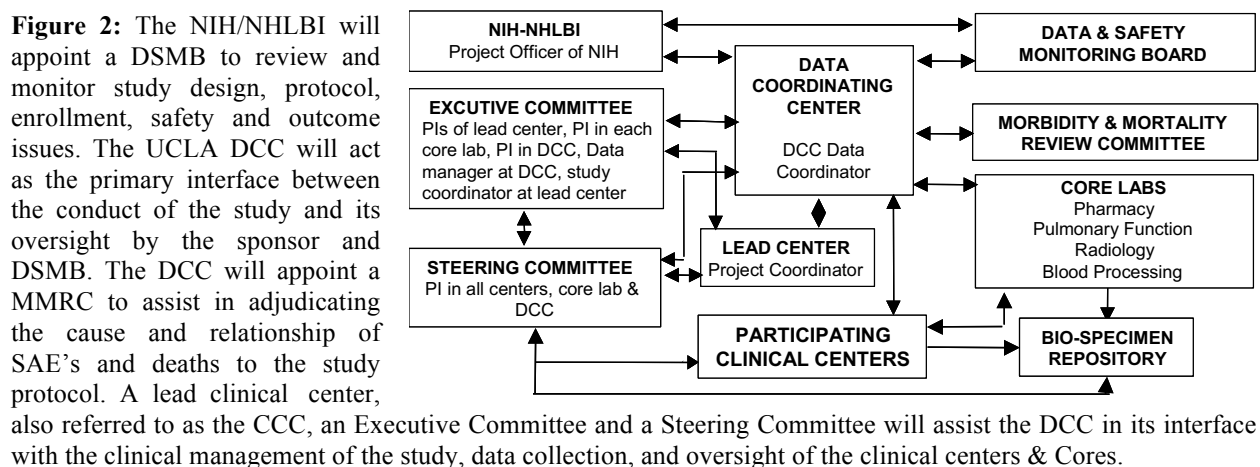 Figure 2: The NIH/NHLBI will
appoint a DSMB to review and
monitor study design, protocol,
enrollment, safety and outcome
issues. The UCLA DCC will act
as the primary interface between
the conduct of the study and its
oversight by the sponsor and
DSMB. The DCC will appoint a
MMRC to assist in adjudicating
the cause and relationship of
SAE's and deaths to the study
protocol. A lead clinical center,
also referred to as the CCC, an Executive Committee and a Steering Committee will assist the DCC in its interface
with the clinical management of the study, data collection, and oversight of the clinical centers & Cores.
NIH-NHLBI
Project Officer of NIH
DATA
COORDINATING
CENTER
DCC Data
Coordinator
DATA & SAFETY
MONITORING BOARD
EXCUTIVE COMMITTEE
PIs of lead center, PI in each
core lab, PI in DCC, Data
manager at DCC, study
coordinator at lead center
MORBIDITY & MORTALITY
REVIEW COMMITTEE
CORE LABS
Pharmacy
Pulmonary Function
Radiology
Blood Processing
STEERING COMMITTEE
PI in all centers, core lab &
DCC
LEAD CENTER
Project Coordinator
PARTICIPATING
CLINICAL CENTERS
BIO-SPECIMEN
REPOSITORY